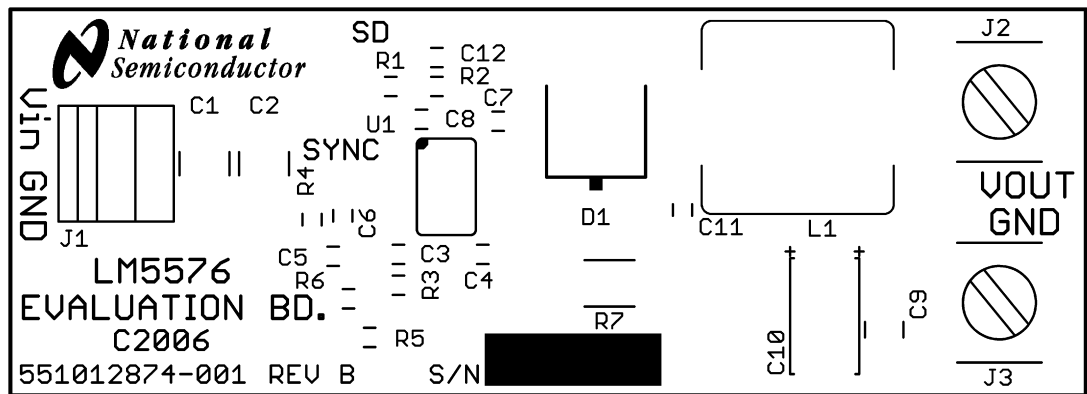 National
Semiconductor
SD
R1
C12
R2
C7
J2
Vin GND
C1
C2
U1
C8
SYNC
R4
J1
C6
D1
C11
L1
VOUT
GND
C5
C3
C4
R6
R3
LM5576
EVALUATION BD.
C2006
R5
R7
C10
C9
551012874-001 REV B
S/N
J3